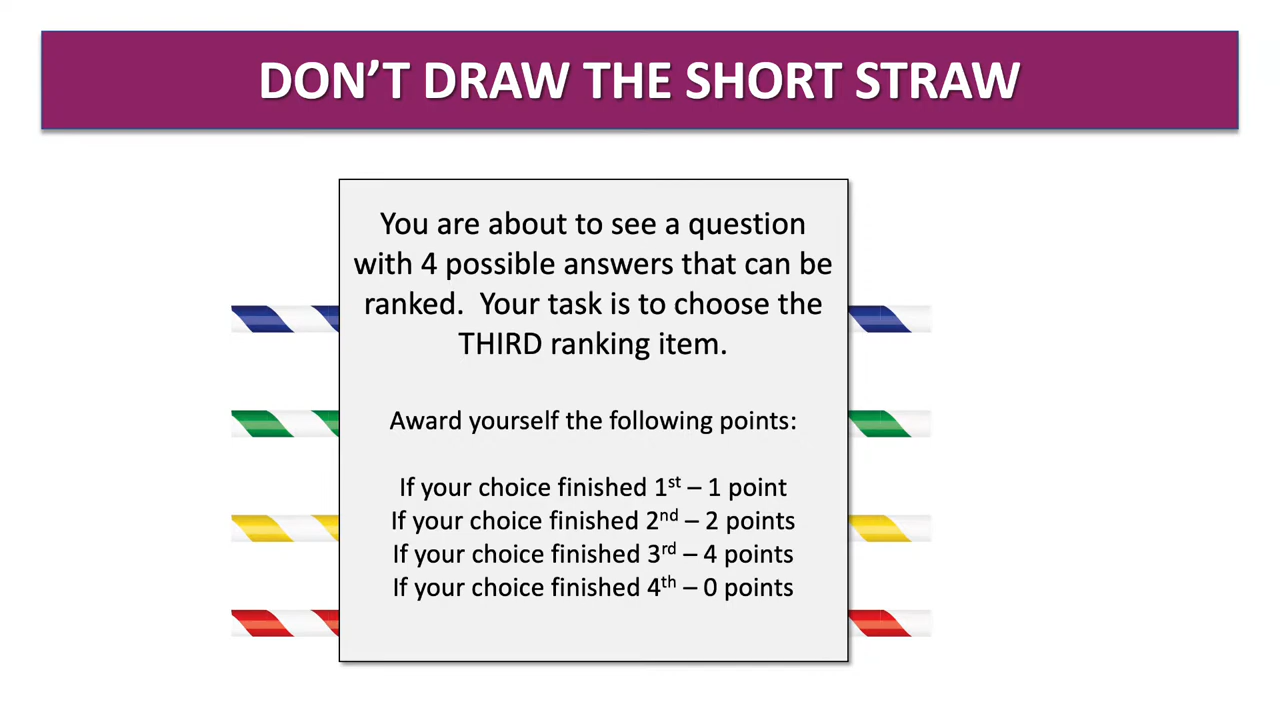 DON’T DRAW THE SHORT STRAW
You are about to see a question
with 4 possible answers that can be
ranked.  Your task is to choose the
THIRD ranking item.
Award yourself the following points:
If your choice finished 1st – 1 point
If your choice finished 2nd – 2 points
If your choice finished 3rd – 4 points
If your choice finished 4th – 0 points